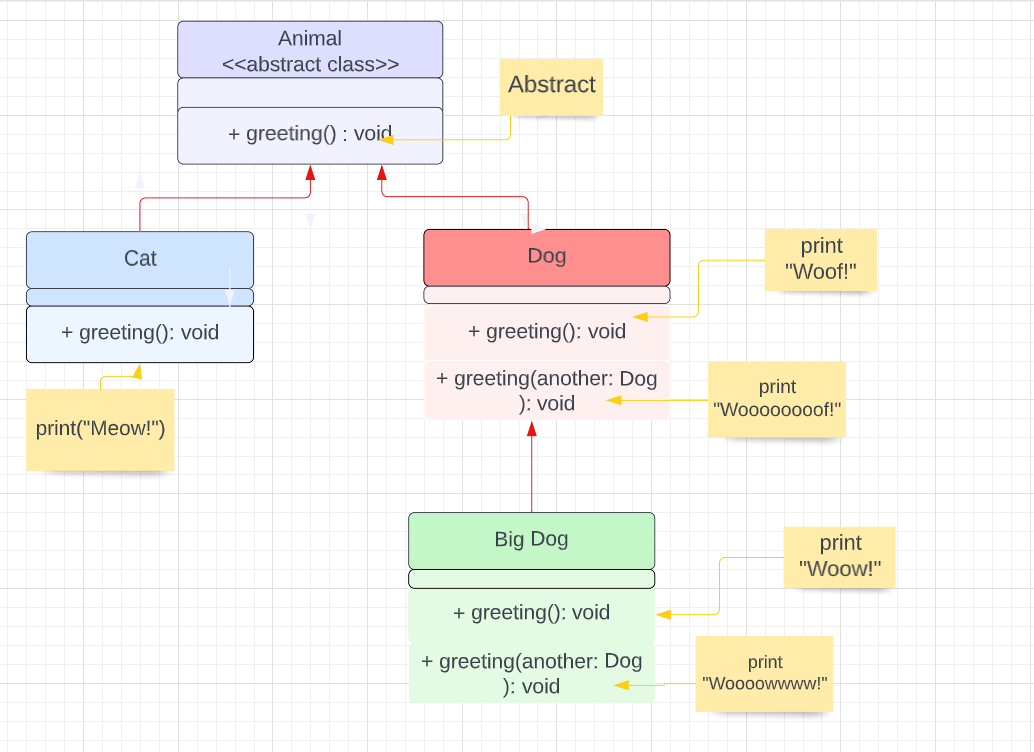 Animal
<<abstract class>>
+ greeting() : void
Abstract
Cat
+ greeting(): void
print("Meow!")
Dog
+ greeting(): void
+ greeting(another: Dog
): void
print
"Woof!"
print
"Woooooooof!"
Big Dog
+ greeting(): void
+ greeting(another: Dog
): void
print
"Woow!"
print
"Woooowwww!"